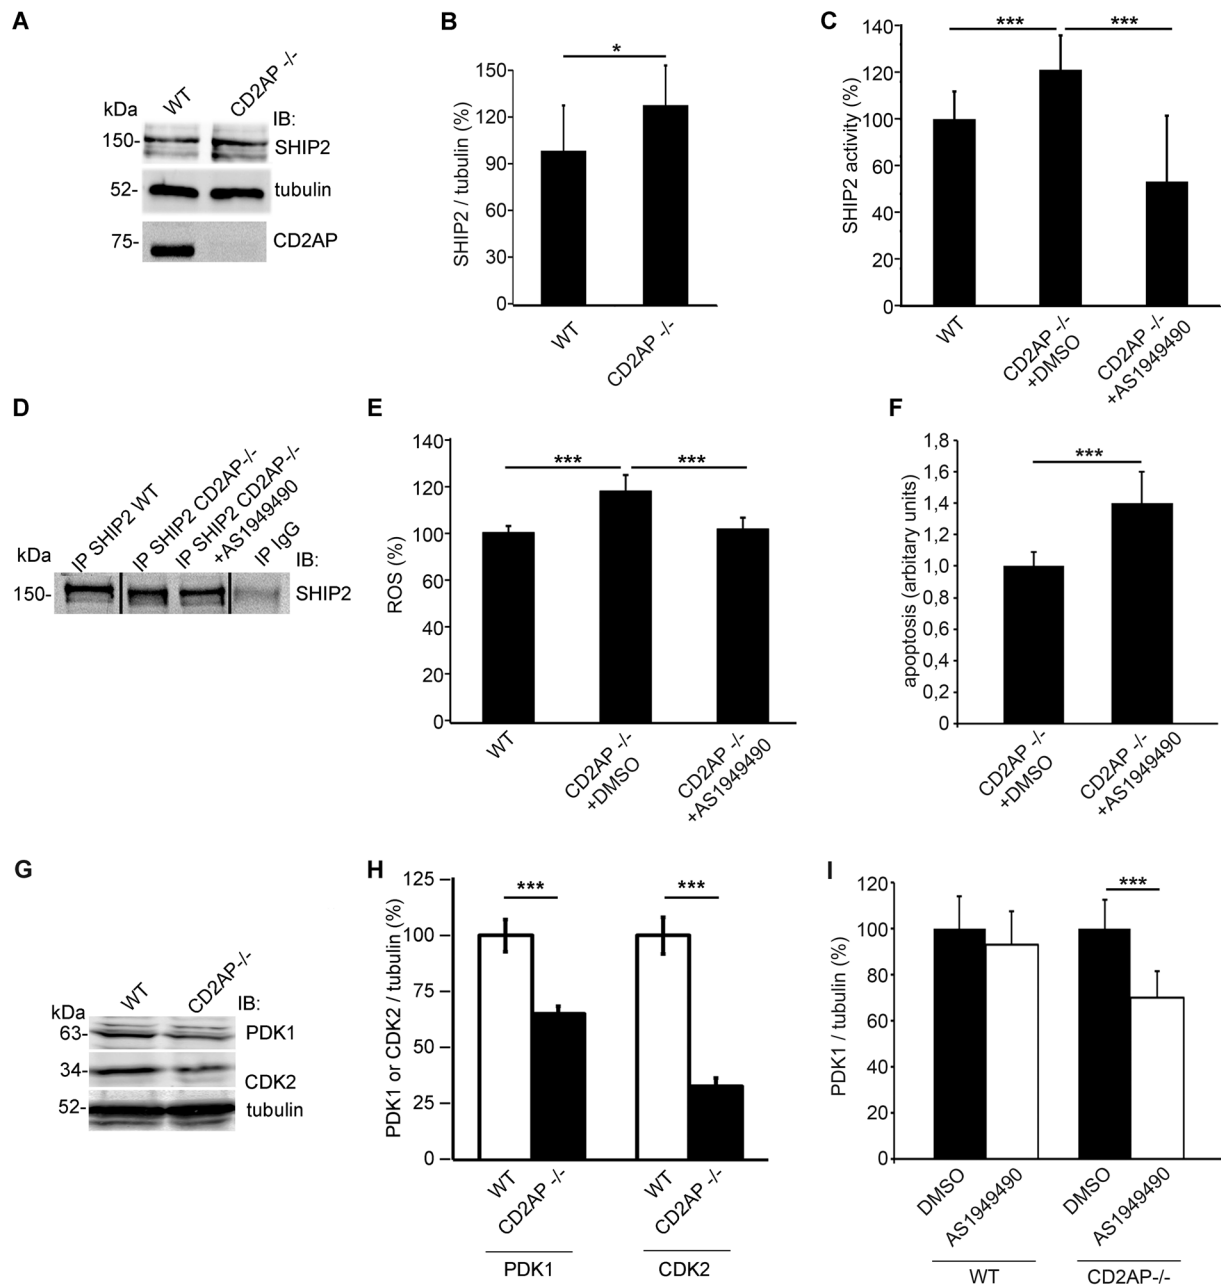 A
kDa
WT
CD2AP -/-
IB:
150-
SHIP2
52-
tubulin
75-
CD2AP
B
*
SHIP2 / tubulin (%)
150
120
90
60
30
0
WT
CD2AP -/-
C
***
***
SHIP2 activity (%)
140
120
100
80
60
40
20
0
WT
CD2AP -/-
+DMSO
CD2AP -/-
+AS1949490
D
kDa
IP SHIP2 WT
IP SHIP2 CD2AP-/-
IP SHIP2 CD2AP-/-
+AS1949490
IP IgG
IB:
150-
SHIP2
E
***
***
ROS (%)
140
120
100
60
40
20
0
WT
CD2AP -/-
+DMSO
CD2AP -/-
+AS1949490
F
***
apoptosis (arbitary units)
1,8
1,6
1,4
1,2
1,0
0,8
0,6
0,4
0,2
0
CD2AP -/-
+DMSO
CD2AP -/-
+AS1949490
G
kDa
WT
CD2AP-/-
IB:
63-
PDK1
34-
CDK2
52-
tubulin
H
***
***
PDK1 or CDK2 / tubulin (%)
125
100
75
50
25
0
WT
CD2AP -/-
WT
CD2AP -/-
PDK1
CDK2
I
***
PDK1 / tubulin (%)
120
100
80
60
40
20
0
DMSO
AS1949490
DMSO
AS1949490
WT
CD2AP-/-